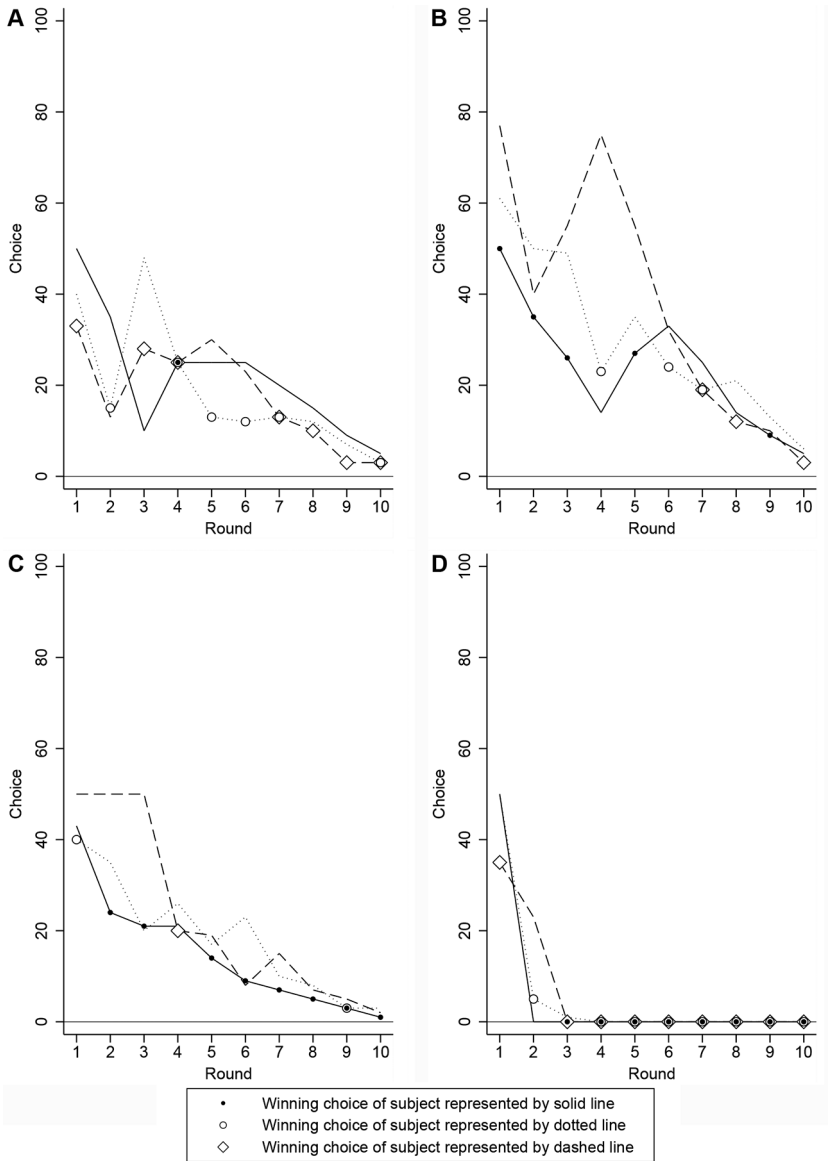 A
100
80
60
40
20
0
Choice
1 2 3 4 5 6 7 8 9 10
Round
B
100
80
60
40
20
0
Choice
1 2 3 4 5 6 7 8 9 10
Round
C
100
80
60
40
20
0
Choice
1 2 3 4 5 6 7 8 9 10
Round
D
100
80
60
40
20
0
Choice
1 2 3 4 5 6 7 8 9 10
Round
Winning choice of subject represented by solid line
Winning choice of subject represented by dotted line
Winning choice of subject represented by dashed line